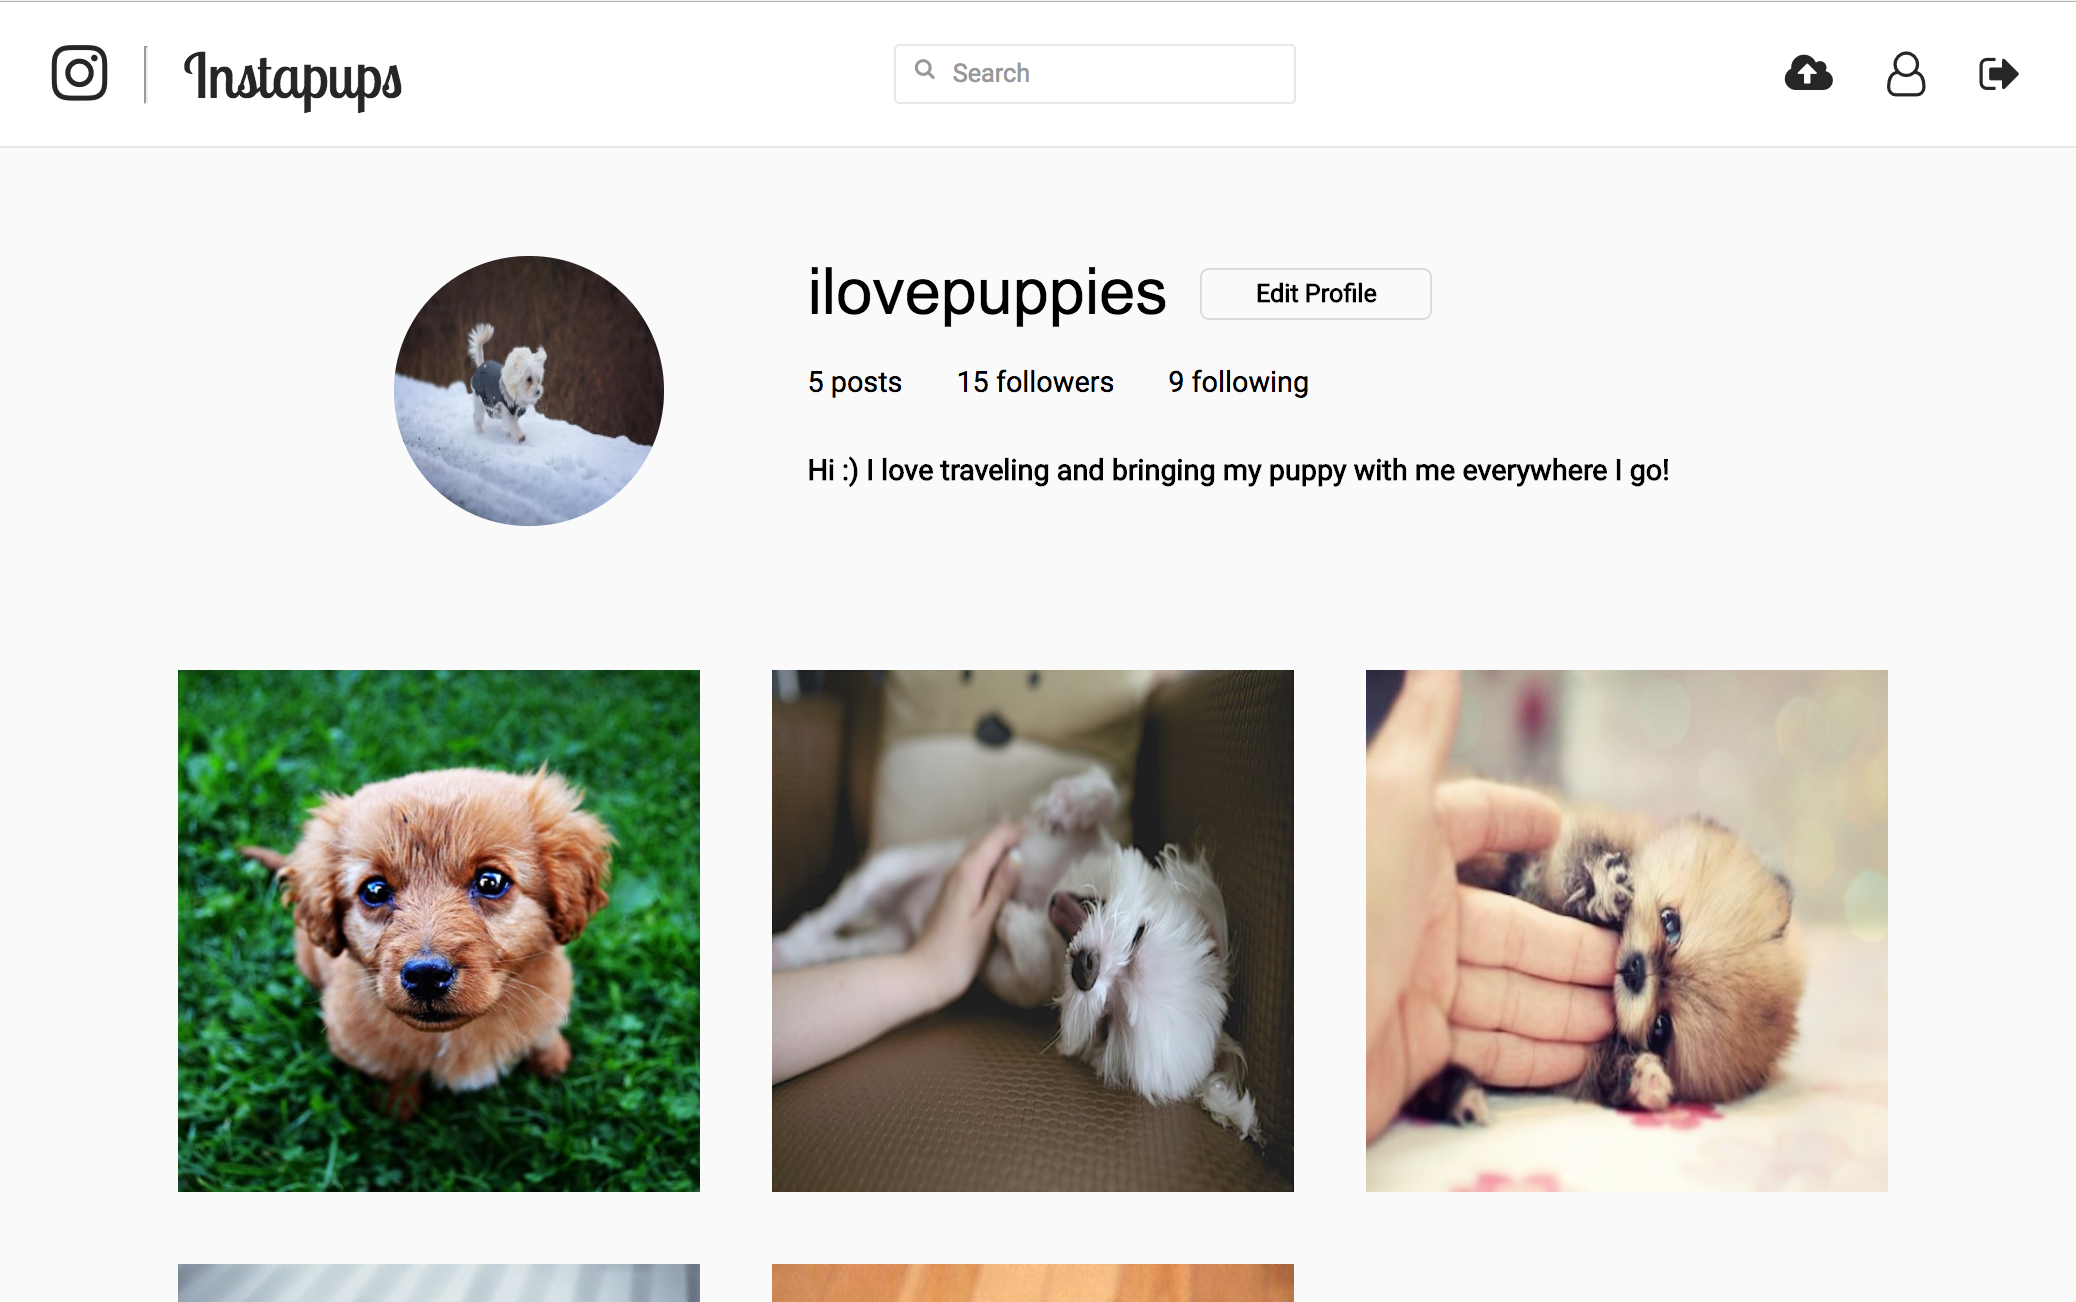 Instapups
Search
ilovepuppies
Edit Profile
5 posts 15 followers 9 following
Hi :) I love traveling and bringing my puppy with me everywhere I go!